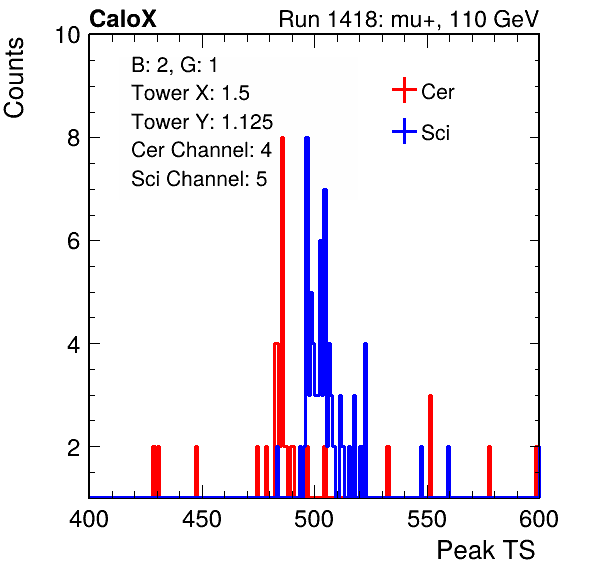 CaloX Run 1418: mu+, 110 GeV
Counts
10
8
6
4
2
B: 2, G: 1
Tower X: 1.5
Tower Y: 1.125
Cer Channel: 4
Sci Channel: 5
Cer
Sci
400 450 500 550 600
Peak TS